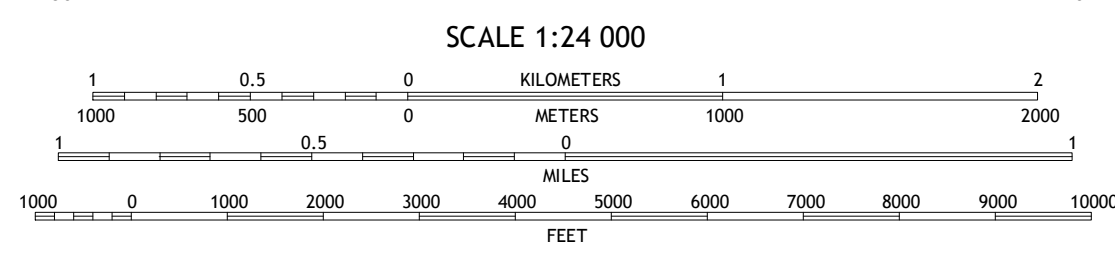 SCALE 1:24 000
1 0.5 0 KILOMETERS 1 2
1000 500 0 METERS 1000 2000
1 0.5 0 1
MILES
1000 0 1000 2000 3000 4000 5000 6000 7000 8000 9000 10000
FEET